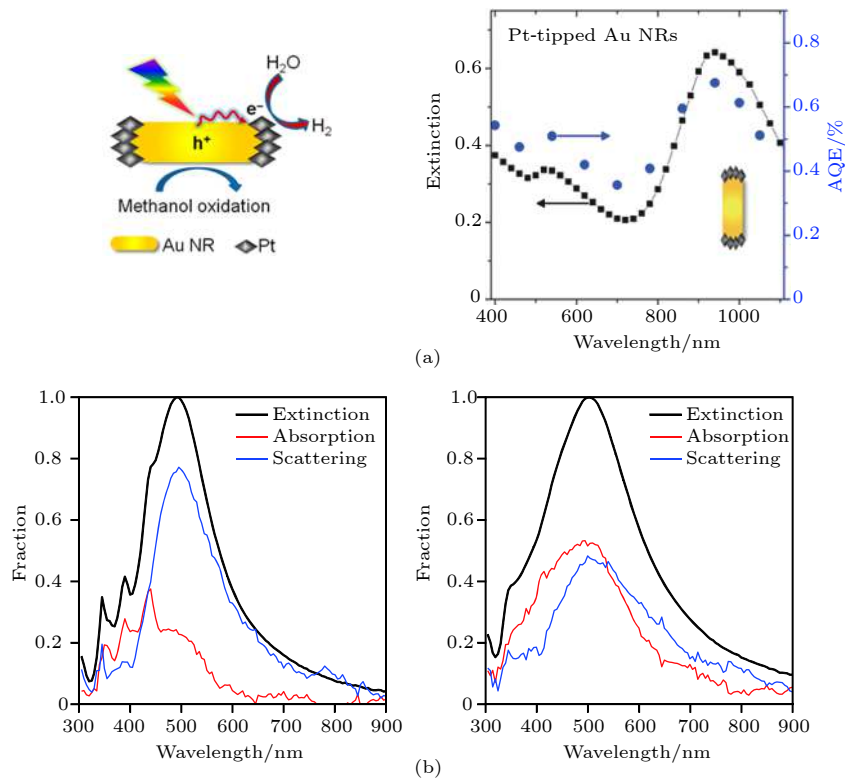 H₂O
e⁻
H₂
h⁺
Methanol oxidation
Au NR
Pt
Pt-tipped Au NRs
Extinction
0.6
0.4
0.2
0
AQE/%
0.8
0.6
0.4
0.2
0
400
600
800
1000
Wavelength/nm
(a)
Fraction
1.0
0.8
0.6
0.4
0.2
0
Extinction
Absorption
Scattering
300
400
500
600
700
800
900
Wavelength/nm
Fraction
1.0
0.8
0.6
0.4
0.2
0
Extinction
Absorption
Scattering
300
400
500
600
700
800
900
Wavelength/nm
(b)